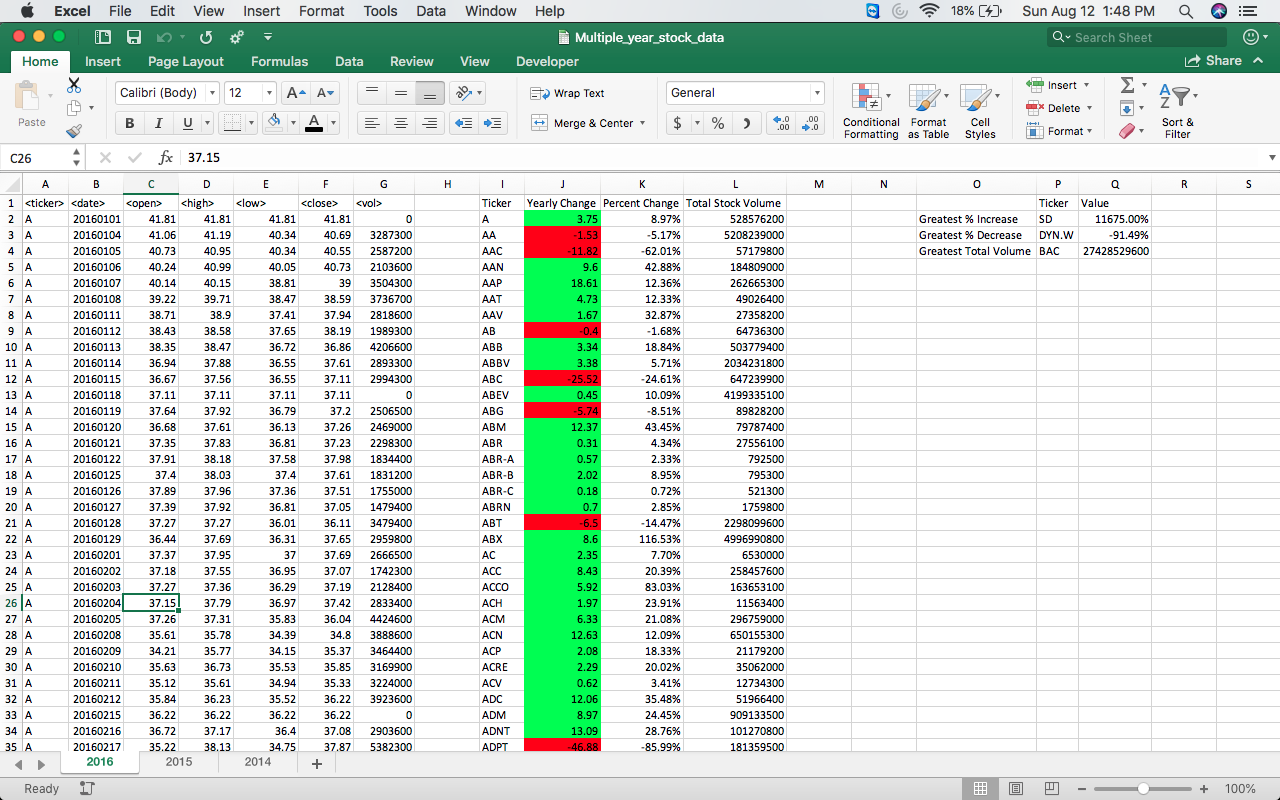 Excel File Edit View Insert Format Tools Data Window Help 18% Sun Aug 12 1:48 PM
Multiple_year_stock_data Search Sheet
Home Insert Page Layout Formulas Data Review View Developer Share
Paste Calibri (Body) 12 A A Wrap Text General Conditional Formatting Format as Table Cell Styles Insert Σ A Z Sort & Filter
B I U A Merge & Center $ % .0 .00 .00 .0 Delete
Format
C26 fx 37.15
A B C D E F G H I J K L M N O P Q R S
1 <ticker> <date> <open> <high> <low> <close> <vol> Ticker Yearly Change Percent Change Total Stock Volume Ticker Value
2 A 20160101 41.81 41.81 41.81 41.81 0 A 3.75 8.97% 528576200 Greatest % Increase SD 11675.00%
3 A 20160104 41.06 41.19 40.34 40.69 3287300 AA -1.53 -5.17% 5208239000 Greatest % Decrease DYN.W -91.49%
4 A 20160105 40.73 40.95 40.34 40.55 2587200 AAC -11.82 -62.01% 57179800 Greatest Total Volume BAC 27428529600
5 A 20160106 40.24 40.99 40.05 40.73 2103600 AAN 9.6 42.88% 184809000
6 A 20160107 40.14 40.15 38.81 39 3504300 AAP 18.61 12.36% 262665300
7 A 20160108 39.22 39.71 38.47 38.59 3736700 AAT 4.73 12.33% 49026400
8 A 20160111 38.71 38.9 37.41 37.94 2818600 AAV 1.67 32.87% 27358200
9 A 20160112 38.43 38.58 37.65 38.19 1989300 AB -0.4 -1.68% 64736300
10 A 20160113 38.35 38.47 36.72 36.86 4206600 ABB 3.34 18.84% 503779400
11 A 20160114 36.94 37.88 36.55 37.61 2893300 ABBV 3.38 5.71% 2034231800
12 A 20160115 36.67 37.56 36.55 37.11 2994300 ABC -25.52 -24.61% 647239900
13 A 20160118 37.11 37.11 37.11 37.11 0 ABEV 0.45 10.09% 4199335100
14 A 20160119 37.64 37.92 36.79 37.2 2506500 ABG -5.74 -8.51% 89828200
15 A 20160120 36.68 37.61 36.13 37.26 2469000 ABM 12.37 43.45% 79787400
16 A 20160121 37.35 37.83 36.81 37.23 2298300 ABR 0.31 4.34% 27556100
17 A 20160122 37.91 38.18 37.58 37.98 1834400 ABR-A 0.57 2.33% 792500
18 A 20160125 37.4 38.03 37.4 37.61 1831200 ABR-B 2.02 8.95% 795300
19 A 20160126 37.89 37.96 37.36 37.51 1755000 ABR-C 0.18 0.72% 521300
20 A 20160127 37.39 37.92 36.81 37.05 1479400 ABRN 0.7 2.85% 1759800
21 A 20160128 37.27 37.27 36.01 36.11 3479400 ABT -6.5 -14.47% 2298099600
22 A 20160129 36.44 37.69 36.31 37.65 2959800 ABX 8.6 116.53% 4996990800
23 A 20160201 37.37 37.95 37 37.69 2666500 AC 2.35 7.70% 6530000
24 A 20160202 37.18 37.55 36.95 37.07 1742300 ACC 8.43 20.39% 258457600
25 A 20160203 37.27 37.36 36.29 37.19 2128400 ACCO 5.92 83.03% 163653100
26 A 20160204 37.15 37.79 36.97 37.42 2833400 ACH 1.97 23.91% 11563400
27 A 20160205 37.26 37.31 35.83 36.04 4424600 ACM 6.33 21.08% 296759000
28 A 20160208 35.61 35.78 34.39 34.8 3888600 ACN 12.63 12.09% 650155300
29 A 20160209 34.21 35.77 34.15 35.37 3464400 ACP 2.08 18.33% 21179200
30 A 20160210 35.63 36.73 35.53 35.85 3169900 ACRE 2.29 20.02% 35062000
31 A 20160211 35.12 35.61 34.94 35.33 3224000 ACV 0.62 3.41% 12734300
32 A 20160212 35.84 36.23 35.52 36.22 3923600 ADC 12.06 35.48% 51966400
33 A 20160215 36.22 36.22 36.22 36.22 0 ADM 8.97 24.45% 909133500
34 A 20160216 36.72 37.17 36.4 37.08 2903600 ADNT 13.09 28.76% 101270800
35 A 20160217 35.22 38.13 34.75 37.87 5382300 ADPT -46.88 -85.99% 181359500
2016 2015 2014 +
Ready 100%